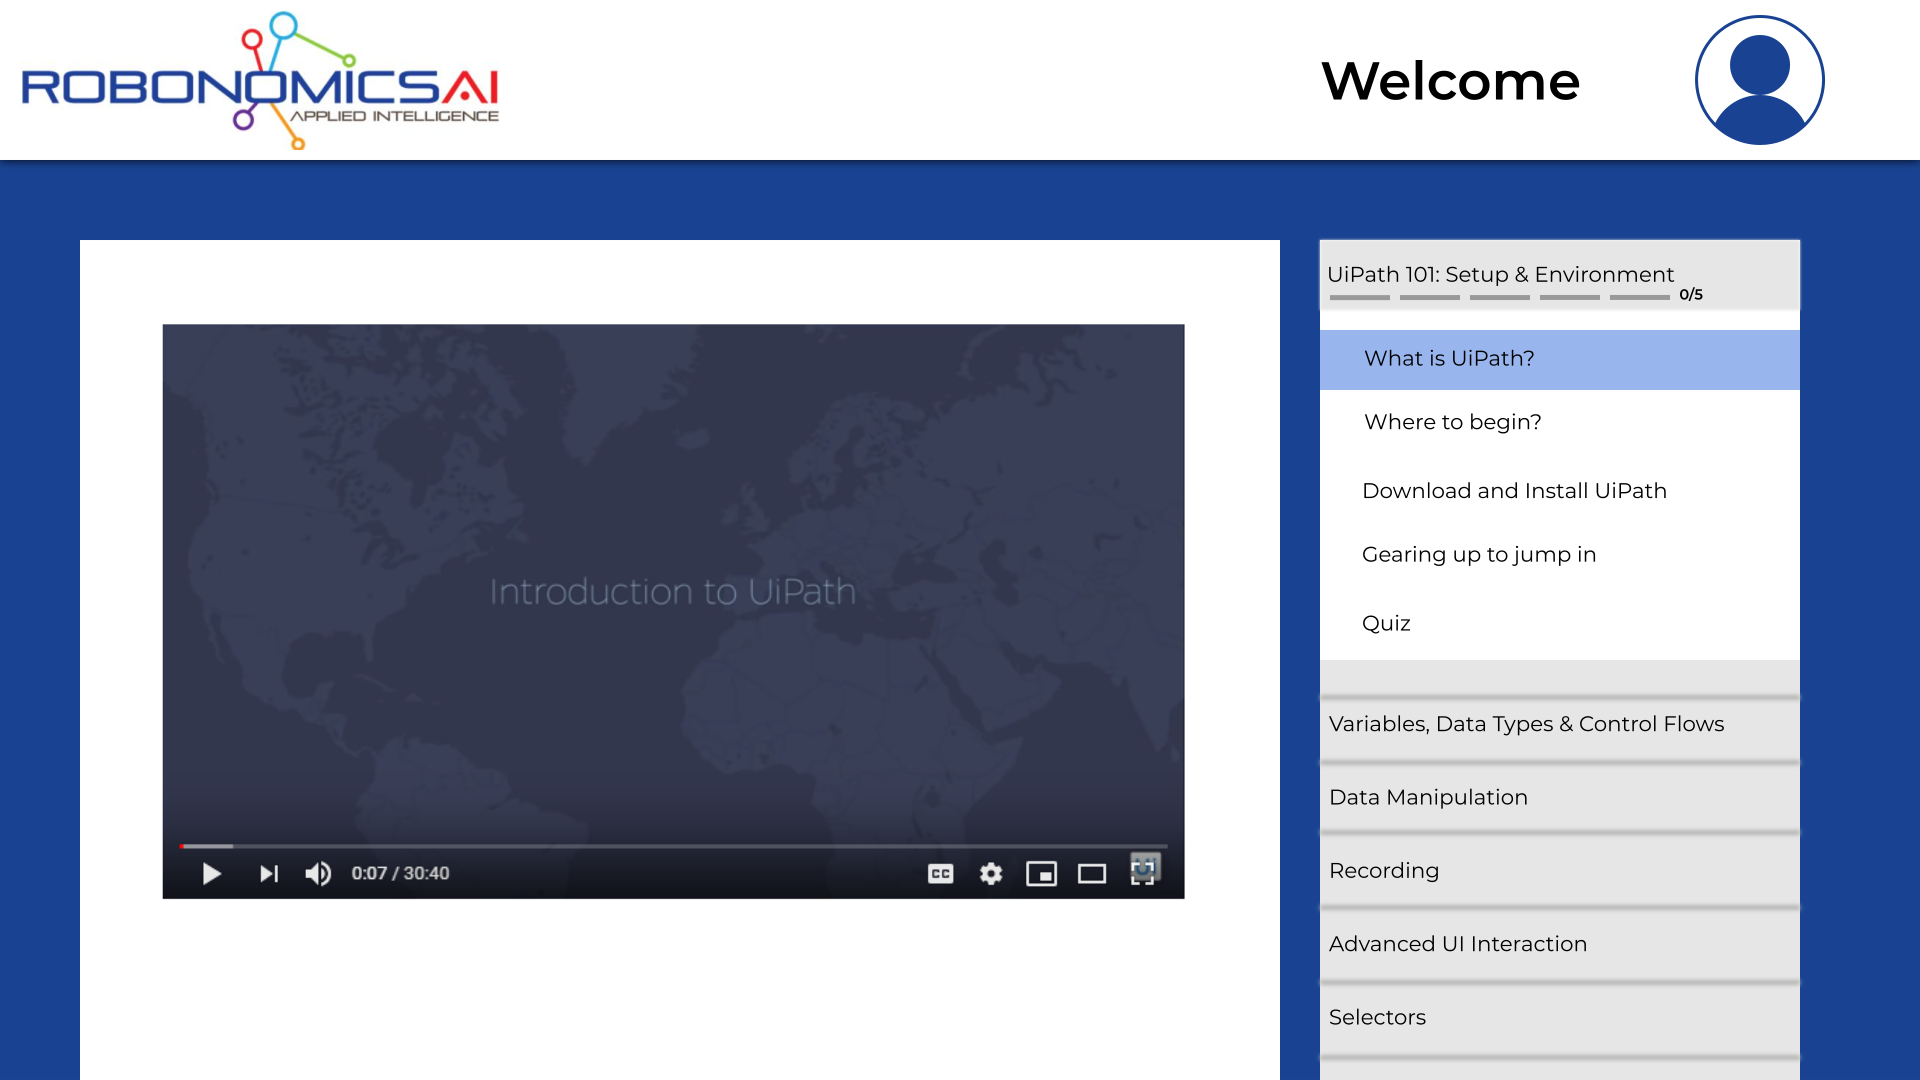 ROBONOMICSAI
APPLIED INTELLIGENCE
Welcome
Introduction to UiPath
0:07 / 30:40
CC
UiPath 101: Setup & Environment
0/5
What is UiPath?
Where to begin?
Download and Install UiPath
Gearing up to jump in
Quiz
Variables, Data Types & Control Flows
Data Manipulation
Recording
Advanced UI Interaction
Selectors